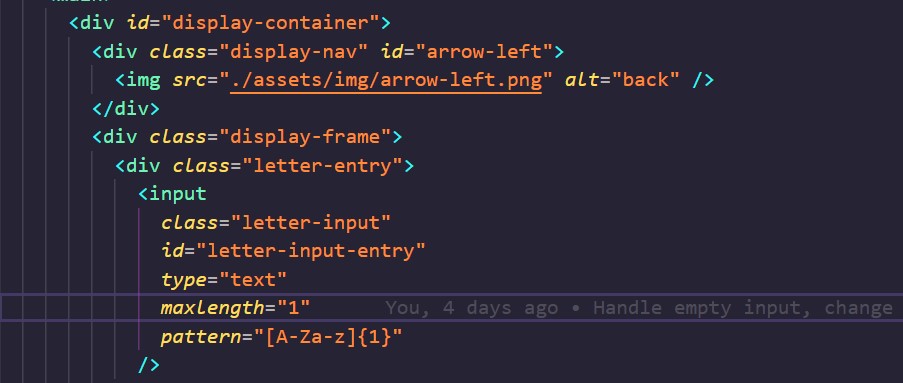 <div id="display-container">
<div class="display-nav" id="arrow-left">
<img src="./assets/img/arrow-left.png" alt="back" />
</div>
<div class="display-frame">
<div class="letter-entry">
<input
class="letter-input"
id="letter-input-entry"
type="text"
maxlength="1" You, 4 days ago • Handle empty input, change
pattern="[A-Za-z]{1}"
/>